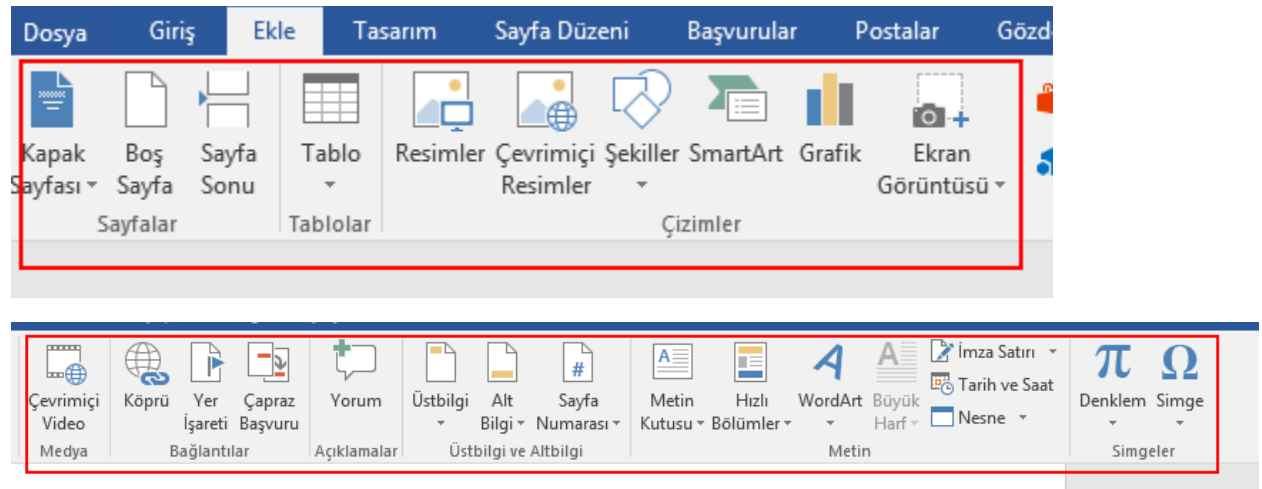 Dosya Giriş Ekle Tasarım Sayfa Düzeni Başvurular Postalar
Kapak Boş Sayfa Tablo Resimler Çevrimiçi Şekiller SmartArt Grafik Ekran
Sayfası Sayfa Sonu Resimler Görüntüsü
Sayfalar Tablolar Çizimler
İmza Satırı
Tarih ve Saat
Çevrimiçi Köprü Yer Çapraz Yorum Üstbilgi Alt Sayfa Metin Hızlı WordArt Büyük Denklem Simge
Video İşareti Başvuru Bilgi Numarası Kutusu Bölümler Harf Nesne
Medya Bağlantılar Açıklamalar Üstbilgi ve Altbilgi Metin Simgeler